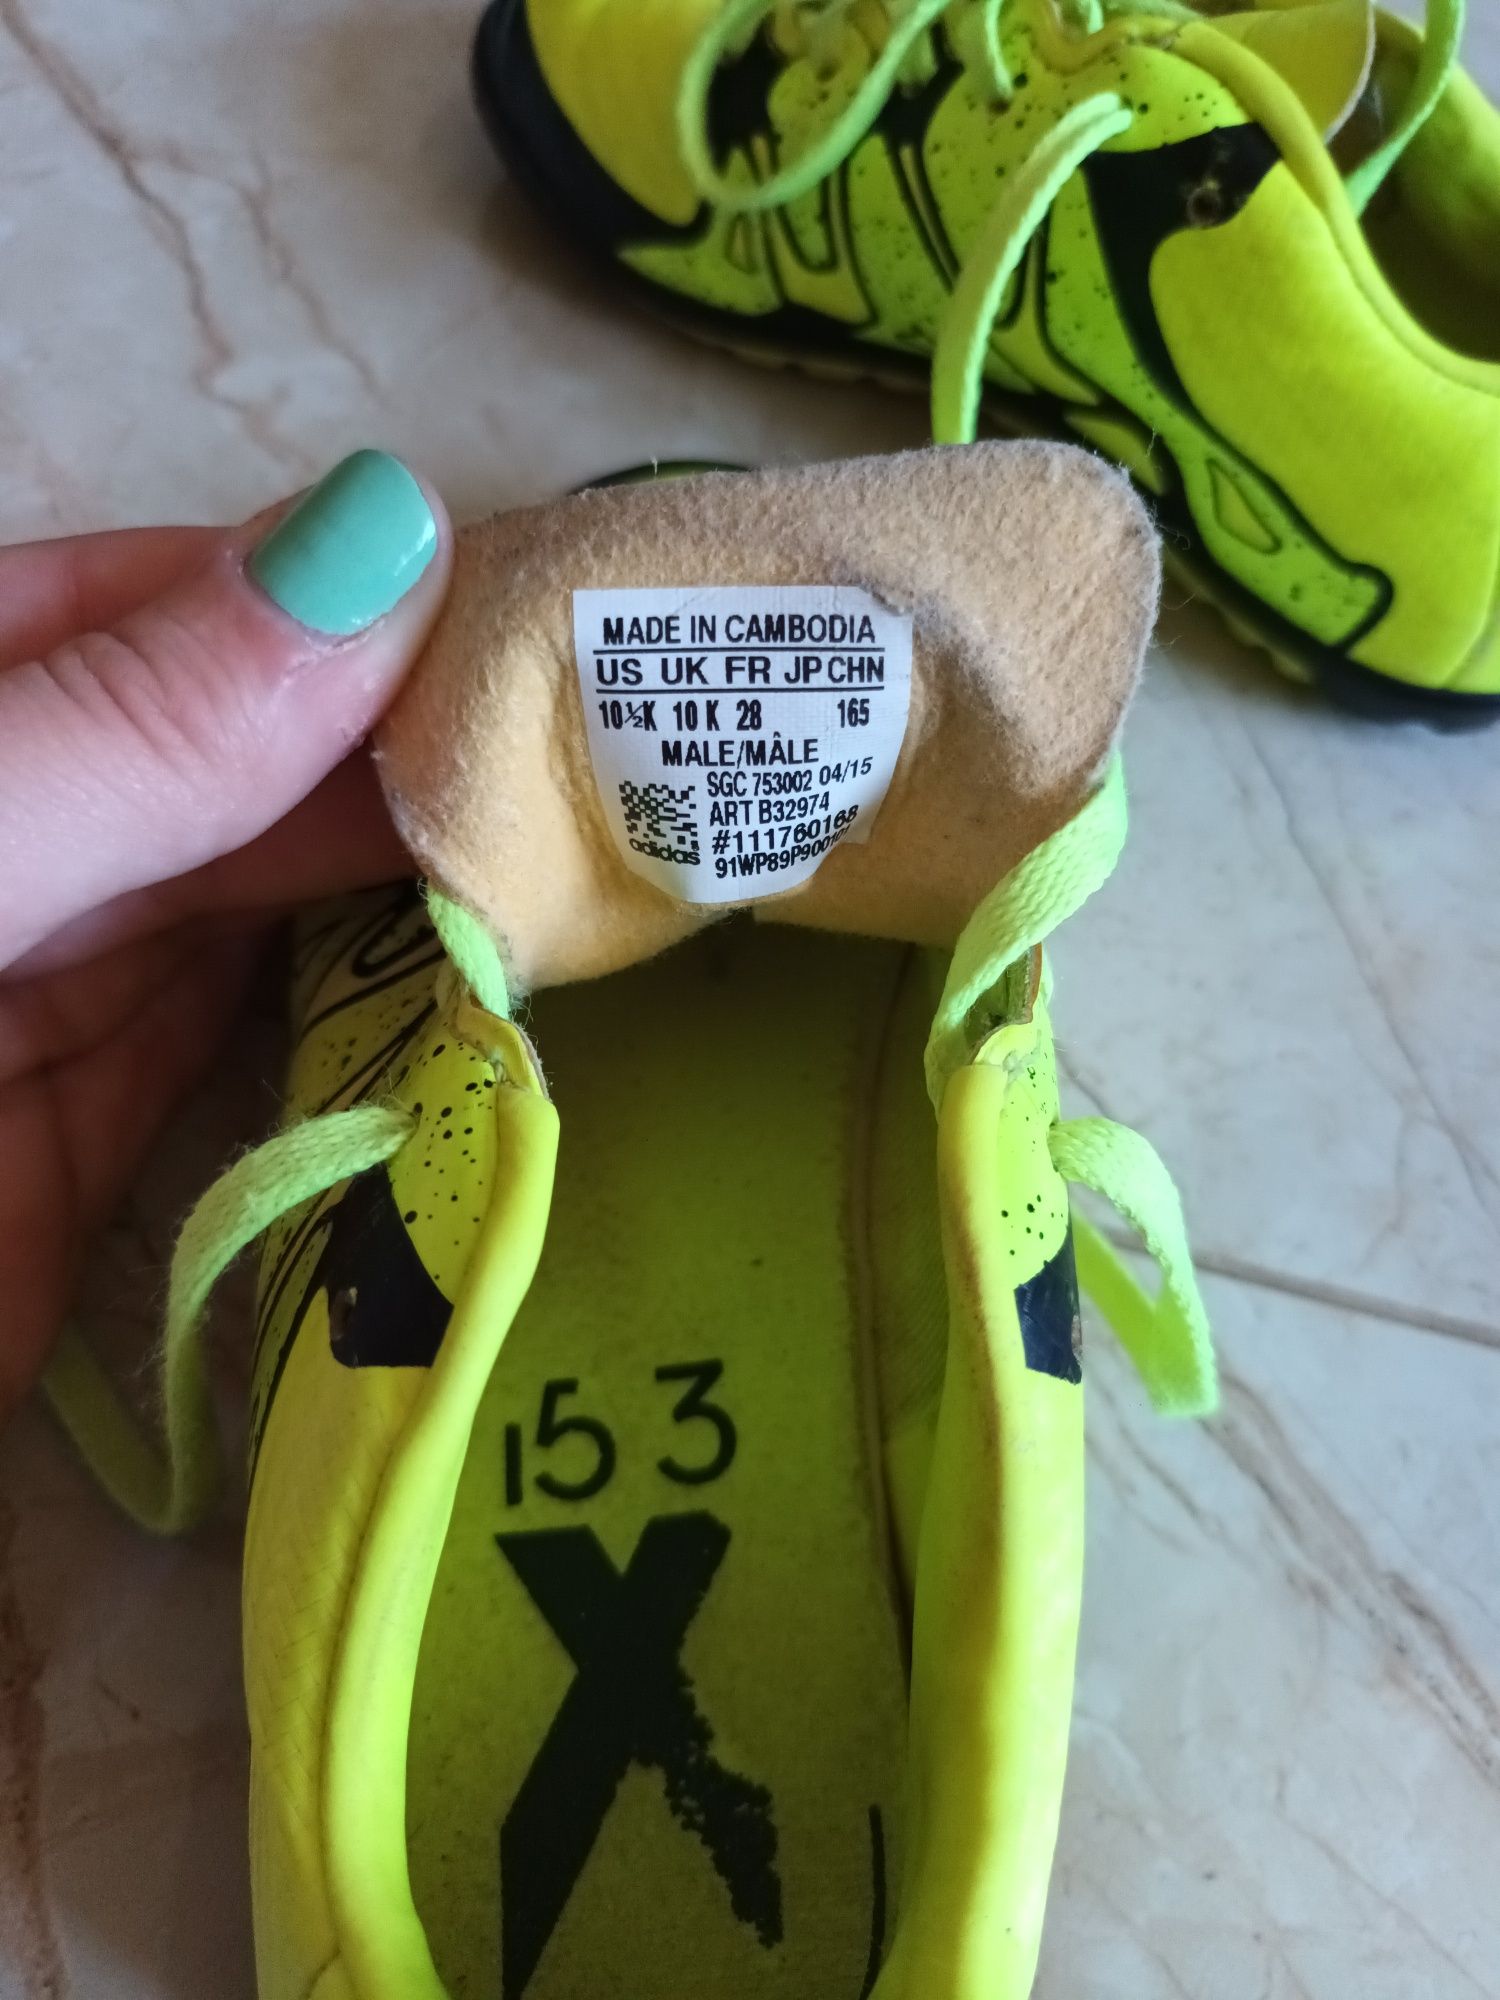 MADE IN CAMBODIA
US UK FR JP CHN
10½K 10 K 28 165
MALE/MÂLE
SGC 753002 04/15
ART B32974
#111760168
adidas
15 3
X